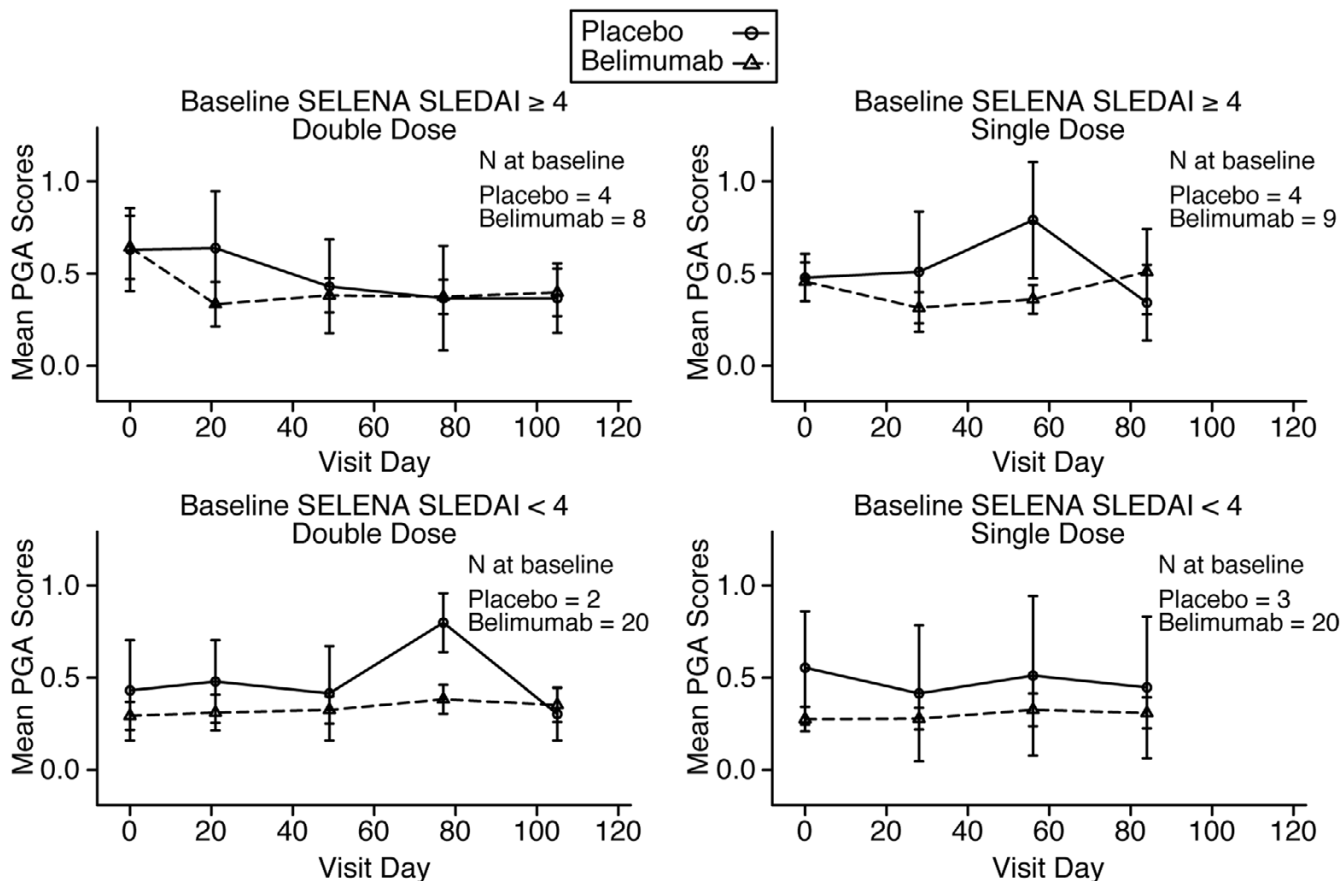 Placebo
Belimumab
Baseline SELENA SLEDAI ≥ 4
Double Dose
N at baseline
Placebo = 4
Belimumab = 8
Mean PGA Scores
1.0
0.5
0.0
0 20 40 60 80 100 120
Visit Day
Baseline SELENA SLEDAI ≥ 4
Single Dose
N at baseline
Placebo = 4
Belimumab = 9
Mean PGA Scores
1.0
0.5
0.0
0 20 40 60 80 100 120
Visit Day
Baseline SELENA SLEDAI < 4
Double Dose
N at baseline
Placebo = 2
Belimumab = 20
Mean PGA Scores
1.0
0.5
0.0
0 20 40 60 80 100 120
Visit Day
Baseline SELENA SLEDAI < 4
Single Dose
N at baseline
Placebo = 3
Belimumab = 20
Mean PGA Scores
1.0
0.5
0.0
0 20 40 60 80 100 120
Visit Day